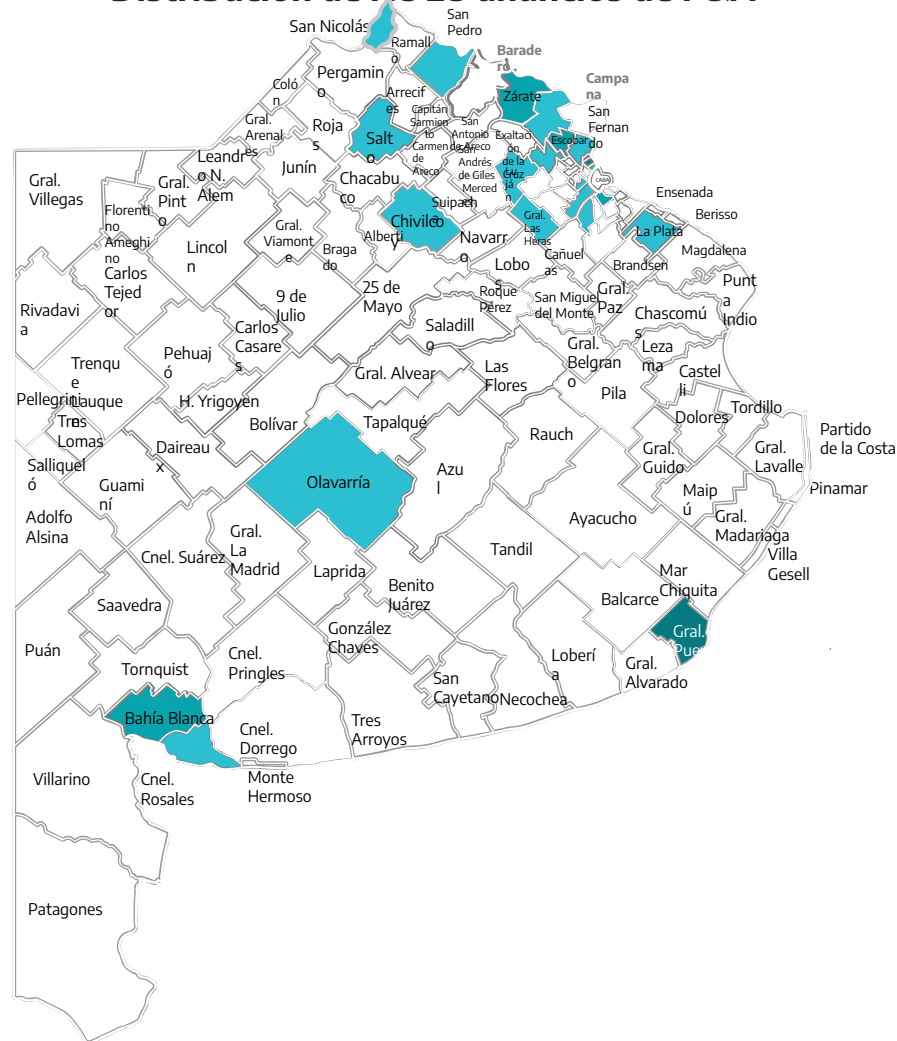 San Nicolás
San
Pedro
Ramall
o
Barade
ro
Pergamin
o
Campa
na
Coló
n
Arrecif
es
Zárate
San
Fernan
do
Capitán
Sarmien
to
Gral.
Arenal
es
Roja
s
Salt
o
San
Antonio
de Areco
Exaltaci
ón
de la
Cruz
Escobar
Carmen
de
Areco
San
Andrés
de Giles
Leandr
o N.
Alem
Junín
Chacabu
co
Merced
es
Lu
já
n
CABA
Gral.
Villegas
Gral.
Pint
o
Suipach
a
Ensenada
Florenti
no
Ameghi
no
Chivilco
y
Gral.
Las
Heras
Berisso
La Plata
Gral.
Viamont
e
Alberti
Navarr
o
Lincol
n
Braga
do
Cañuel
as
Magdalena
Lobo
s
Brandsen
Carlos
Tejed
or
25 de
Mayo
Roque
Pérez
San Miguel
del Monte
Gral.
Paz
Punt
a
Indio
9 de
Julio
Rivadavi
a
Chascomú
s
Carlos
Casare
s
Saladill
o
Gral.
Belgran
o
Leza
ma
Pehuaj
ó
Trenqu
e
Lauque
n
Gral. Alvear
Las
Flores
Castel
li
Pila
Pellegrini
H. Yrigoyen
Tres
Lomas
Bolívar
Tapalqué
Dolores
Tordillo
Rauch
Partido
de la Costa
Daireau
x
Gral.
Guido
Gral.
Lavalle
Salliquel
ó
Azu
l
Guami
ní
Olavarría
Maip
ú
Pinamar
Adolfo
Alsina
Ayacucho
Gral.
Madariaga
Gral.
La
Madrid
Cnel. Suárez
Tandil
Villa
Gesell
Laprida
Mar
Chiquita
Benito
Juárez
Balcarce
Saavedra
González
Chaves
Gral.
Puán
Cnel.
Pringles
Loberí
a
Tornquist
Gral.
Alvarado
San
Cayetano
Necochea
Bahía Blanca
Tres
Arroyos
Cnel.
Dorrego
Villarino
Cnel.
Rosales
Monte
Hermoso
Patagones